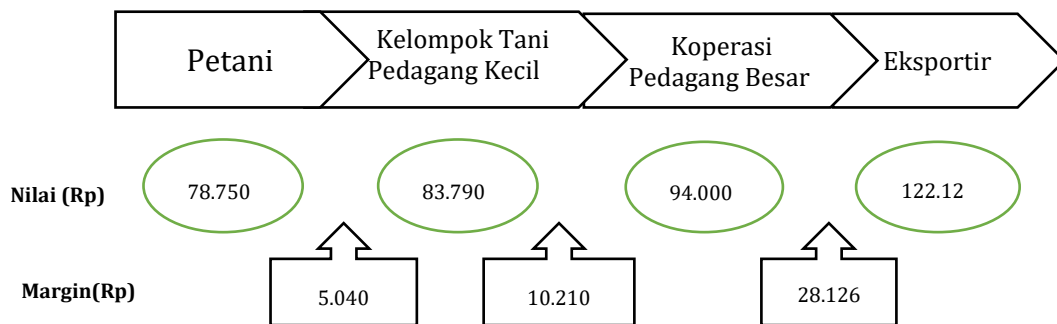 Petani
Kelompok Tani
Pedagang Kecil
Koperasi
Pedagang Besar
Eksportir
Nilai (Rp)
78.750
83.790
94.000
122.12
Margin(Rp)
5.040
10.210
28.126